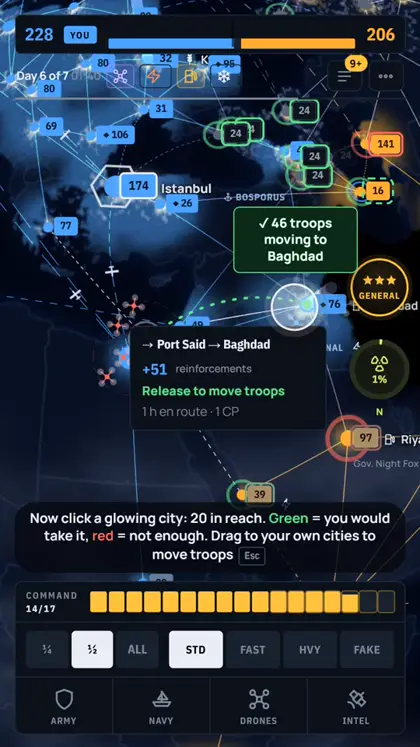 228 YOU 206
80 32 K 95
Day 6 of 7
9+
80
31
24
69 106
24
141
24
174 Istanbul
24
16
26
BOSPORUS
77
✓ 46 troops
moving to
Baghdad
GENERAL
76
→ Port Said → Baghdad
+51 reinforcements
Release to move troops
1 h en route · 1 CP
1%
N
97 Riya
Gov. Night Fox
39
Now click a glowing city: 20 in reach. Green = you would
take it, red = not enough. Drag to your own cities to
move troops Esc
COMMAND
14/17
¼ ½ ALL STD FAST HVY FAKE
ARMY NAVY DRONES INTEL